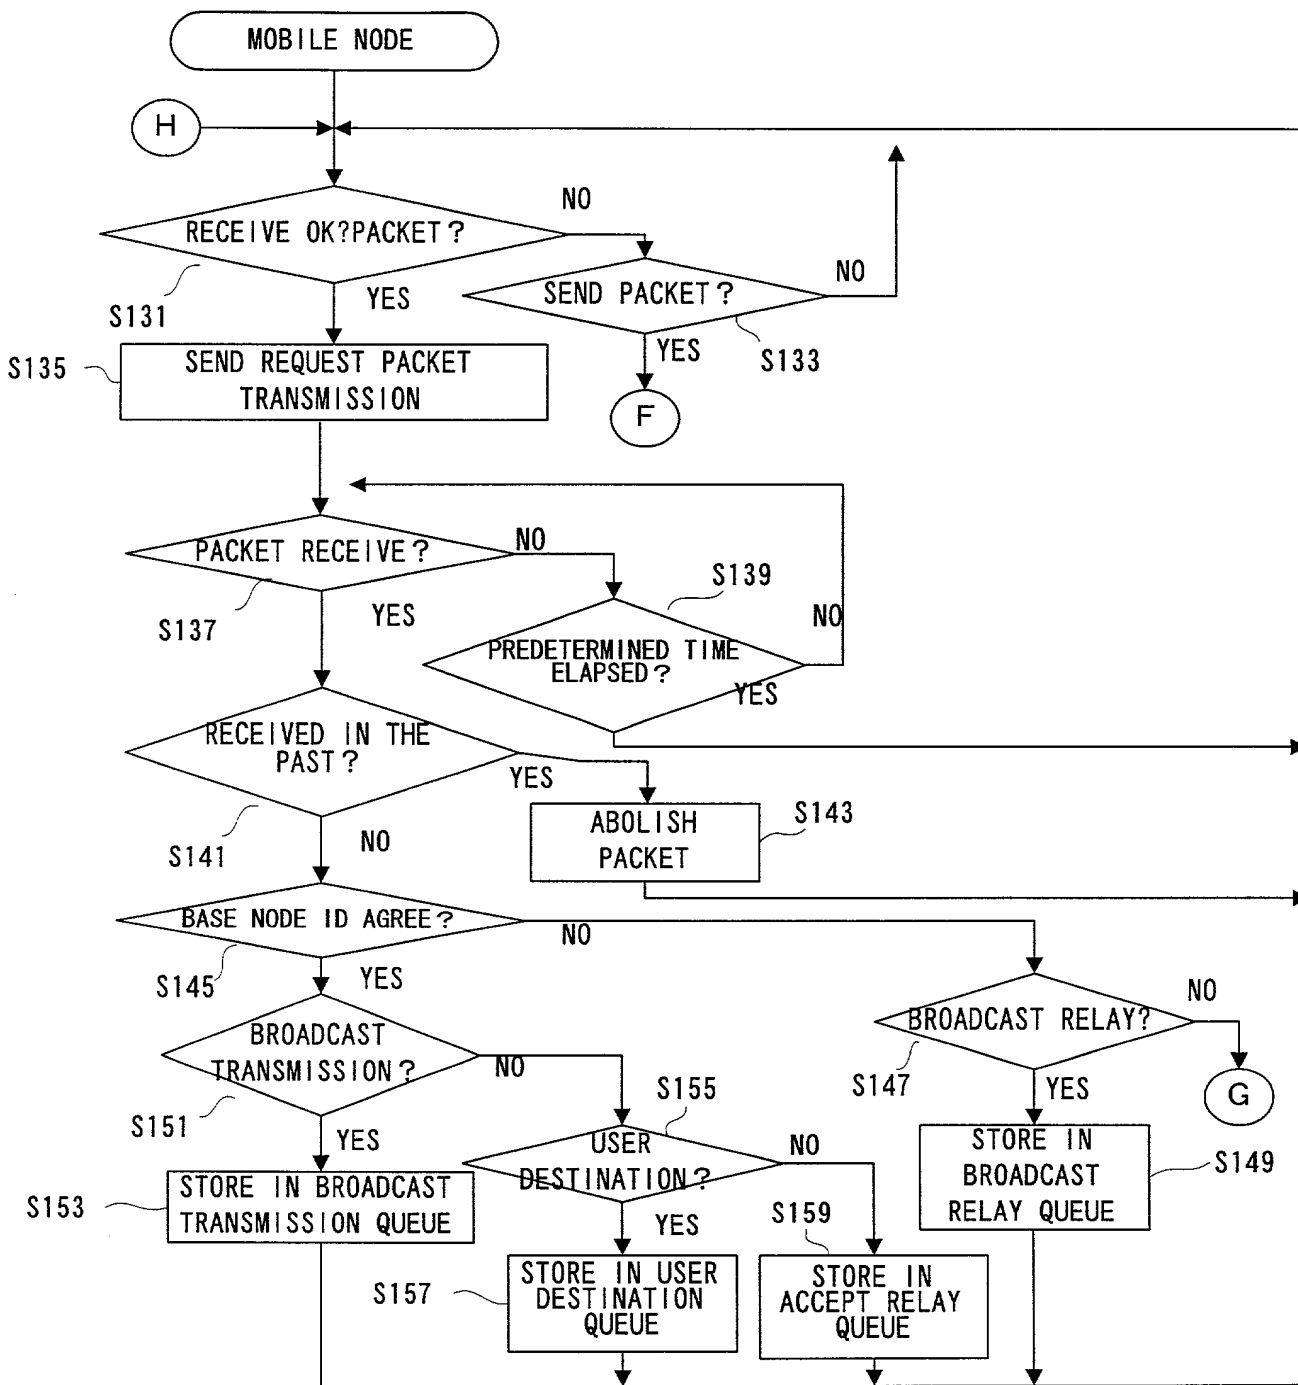 MOBILE NODE
H
NO
RECEIVE OK?PACKET?
NO
SEND PACKET?
YES
S131
YES
S133
S135
SEND REQUEST PACKET
TRANSMISSION
F
PACKET RECEIVE?
NO
S139
S137
YES
NO
PREDETERMINED TIME
ELAPSED?
YES
RECEIVED IN THE
PAST?
YES
S143
ABOLISH
PACKET
S141
NO
BASE NODE ID AGREE?
NO
S145
YES
NO
BROADCAST RELAY?
BROADCAST
TRANSMISSION?
NO
S147
YES
G
S155
S151
YES
USER
DESTINATION?
NO
STORE IN
BROADCAST
RELAY QUEUE
S149
S153
STORE IN BROADCAST
TRANSMISSION QUEUE
YES
S159
S157
STORE IN USER
DESTINATION
QUEUE
STORE IN
ACCEPT RELAY
QUEUE